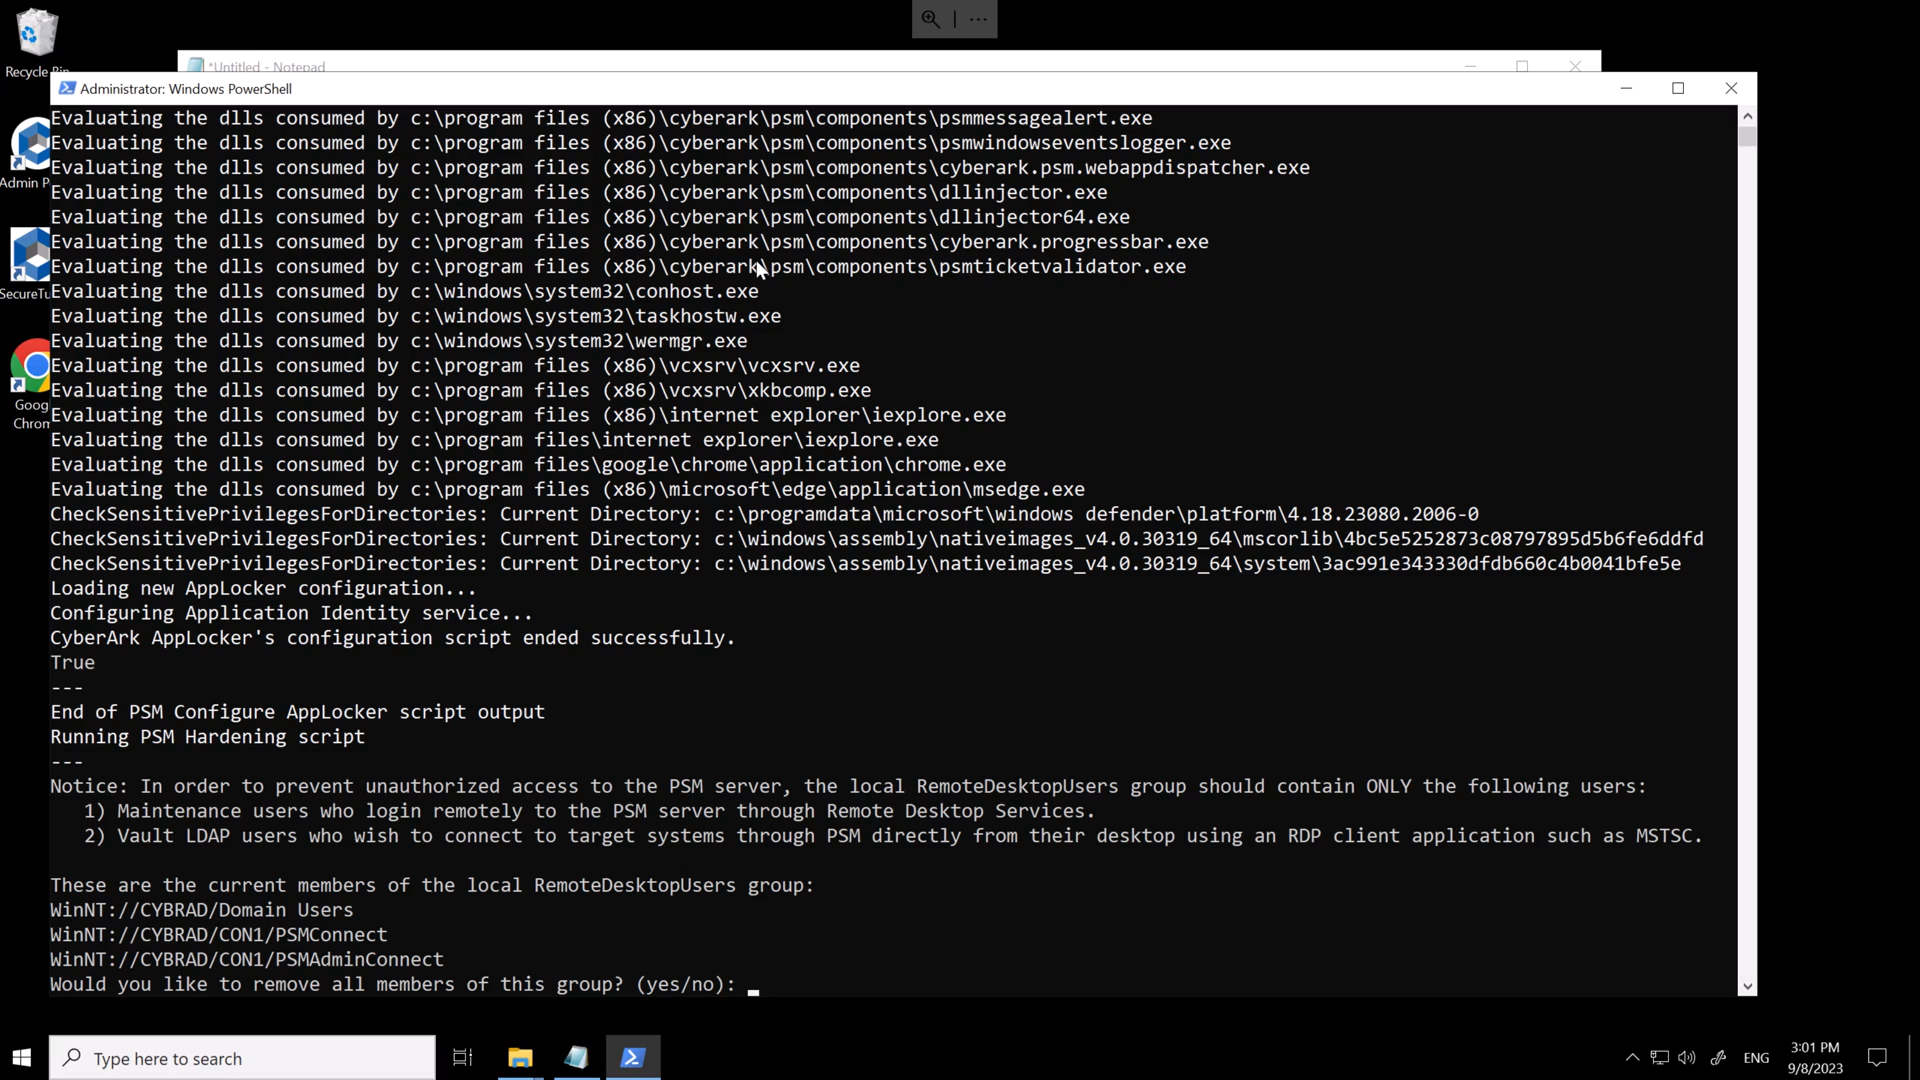 Recycle Bin
*Untitled - Notepad
Administrator: Windows PowerShell
Admin P
SecureTu
Goog
Chrom
Evaluating the dlls consumed by c:\program files (x86)\cyberark\psm\components\psmmessagealert.exe
Evaluating the dlls consumed by c:\program files (x86)\cyberark\psm\components\psmwindowseventslogger.exe
Evaluating the dlls consumed by c:\program files (x86)\cyberark\psm\components\cyberark.psm.webappdispatcher.exe
Evaluating the dlls consumed by c:\program files (x86)\cyberark\psm\components\dllinjector.exe
Evaluating the dlls consumed by c:\program files (x86)\cyberark\psm\components\dllinjector64.exe
Evaluating the dlls consumed by c:\program files (x86)\cyberark\psm\components\cyberark.progressbar.exe
Evaluating the dlls consumed by c:\program files (x86)\cyberark\psm\components\psmticketvalidator.exe
Evaluating the dlls consumed by c:\windows\system32\conhost.exe
Evaluating the dlls consumed by c:\windows\system32\taskhostw.exe
Evaluating the dlls consumed by c:\windows\system32\wermgr.exe
Evaluating the dlls consumed by c:\program files (x86)\vcxsrv\vcxsrv.exe
Evaluating the dlls consumed by c:\program files (x86)\vcxsrv\xkbcomp.exe
Evaluating the dlls consumed by c:\program files (x86)\internet explorer\iexplore.exe
Evaluating the dlls consumed by c:\program files\internet explorer\iexplore.exe
Evaluating the dlls consumed by c:\program files\google\chrome\application\chrome.exe
Evaluating the dlls consumed by c:\program files (x86)\microsoft\edge\application\msedge.exe
CheckSensitivePrivilegesForDirectories: Current Directory: c:\programdata\microsoft\windows defender\platform\4.18.23080.2006-0
CheckSensitivePrivilegesForDirectories: Current Directory: c:\windows\assembly\nativeimages_v4.0.30319_64\mscorlib\4bc5e5252873c08797895d5b6fe6ddfd
CheckSensitivePrivilegesForDirectories: Current Directory: c:\windows\assembly\nativeimages_v4.0.30319_64\system\3ac991e343330dfdb660c4b0041bfe5e
Loading new AppLocker configuration...
Configuring Application Identity service...
CyberArk AppLocker's configuration script ended successfully.
True
---
End of PSM Configure AppLocker script output
Running PSM Hardening script
---
Notice: In order to prevent unauthorized access to the PSM server, the local RemoteDesktopUsers group should contain ONLY the following users:
1) Maintenance users who login remotely to the PSM server through Remote Desktop Services.
2) Vault LDAP users who wish to connect to target systems through PSM directly from their desktop using an RDP client application such as MSTSC.
These are the current members of the local RemoteDesktopUsers group:
WinNT://CYBRAD/Domain Users
WinNT://CYBRAD/CON1/PSMConnect
WinNT://CYBRAD/CON1/PSMAdminConnect
Would you like to remove all members of this group? (yes/no):
Type here to search
ENG
3:01 PM
9/8/2023